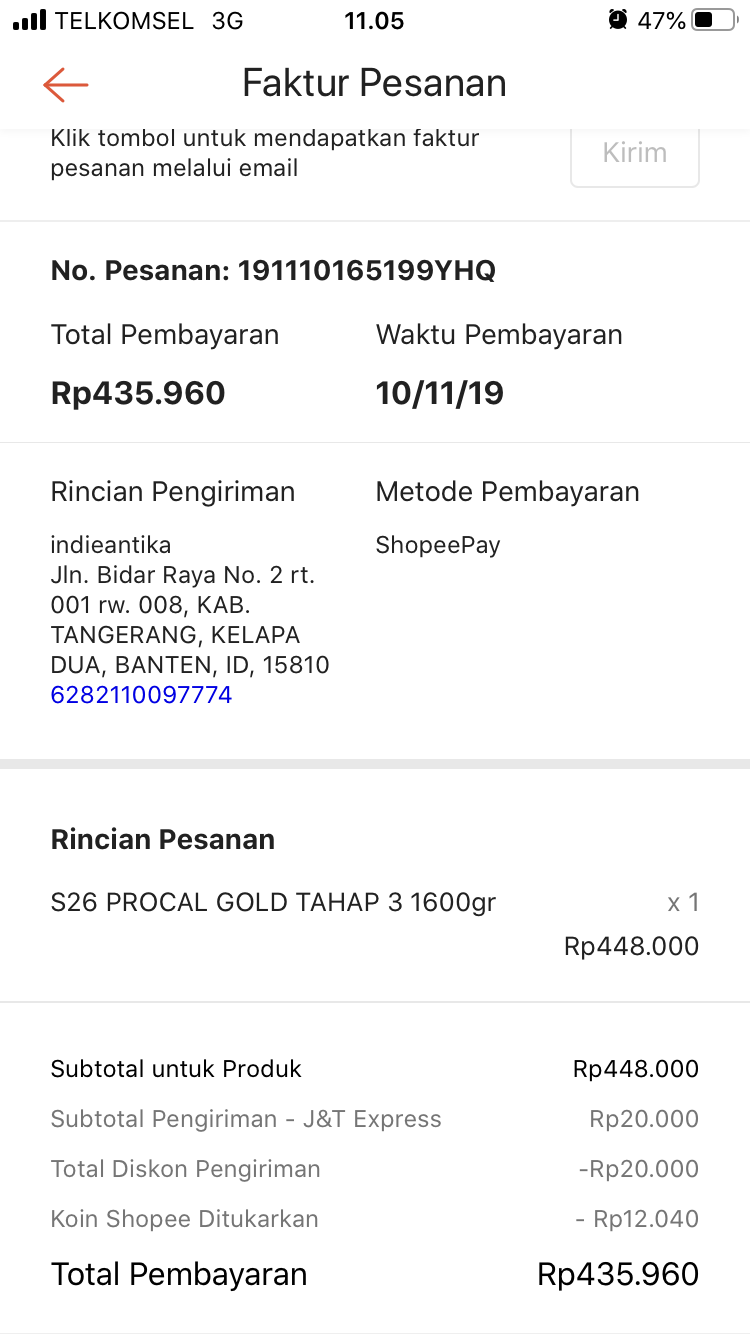 TELKOMSEL 3G 11.05 47%
Faktur Pesanan
Klik tombol untuk mendapatkan faktur
pesanan melalui email
Kirim
No. Pesanan: 191110165199YHQ
Total Pembayaran Waktu Pembayaran
Rp435.960 10/11/19
Rincian Pengiriman Metode Pembayaran
indieantika ShopeePay
Jln. Bidar Raya No. 2 rt.
001 rw. 008, KAB.
TANGERANG, KELAPA
DUA, BANTEN, ID, 15810
6282110097774
Rincian Pesanan
S26 PROCAL GOLD TAHAP 3 1600gr x 1
Rp448.000
Subtotal untuk Produk Rp448.000
Subtotal Pengiriman - J&T Express Rp20.000
Total Diskon Pengiriman -Rp20.000
Koin Shopee Ditukarkan - Rp12.040
Total Pembayaran Rp435.960